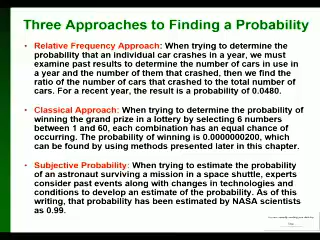 Three Approaches to Finding a Probability
• Relative Frequency Approach: When trying to determine the
probability that an individual car crashes in a year, we must
examine past results to determine the number of cars in use in
a year and the number of them that crashed, then we find the
ratio of the number of cars that crashed to the total number of
cars. For a recent year, the result is a probability of 0.0480.
• Classical Approach: When trying to determine the probability of
winning the grand prize in a lottery by selecting 6 numbers
between 1 and 60, each combination has an equal chance of
occurring. The probability of winning is 0.0000000200, which
can be found by using methods presented later in this chapter.
• Subjective Probability: When trying to estimate the probability
of an astronaut surviving a mission in a space shuttle, experts
consider past events along with changes in technologies and
conditions to develop an estimate of the probability. As of this
writing, that probability has been estimated by NASA scientists
as 0.99.